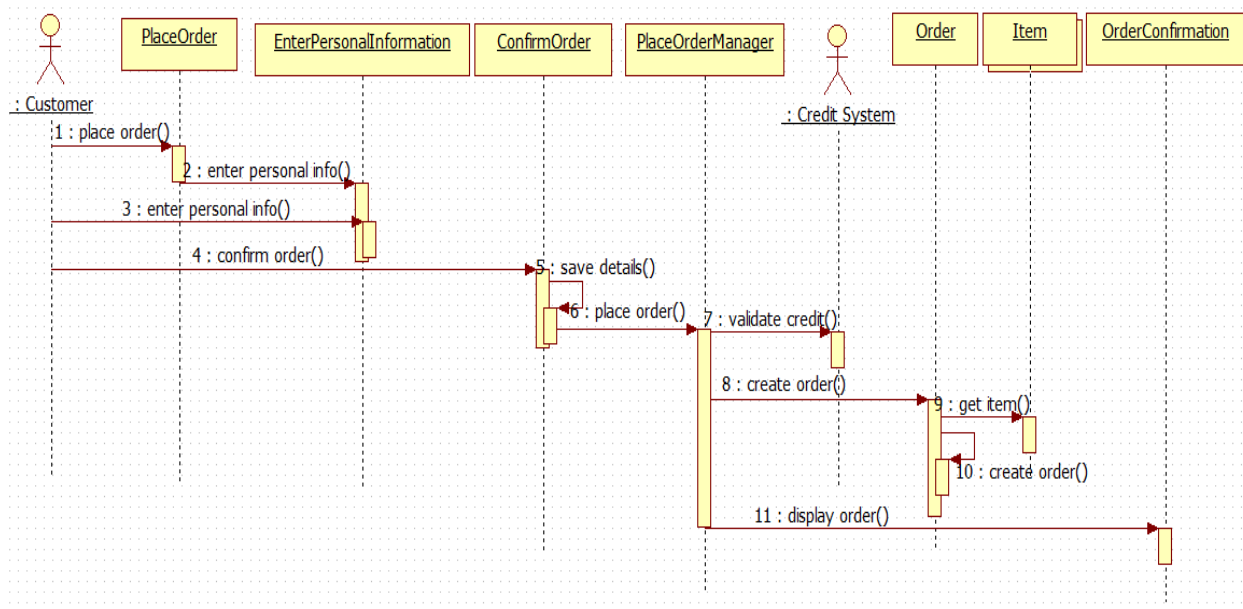 PlaceOrder
EnterPersonalInformation
ConfirmOrder
PlaceOrderManager
Order
Item
OrderConfirmation
: Customer
: Credit System
1 : place order()
2 : enter personal info()
3 : enter personal info()
4 : confirm order()
5 : save details()
6 : place order()
7 : validate credit()
8 : create order()
9 : get item()
10 : create order()
11 : display order()